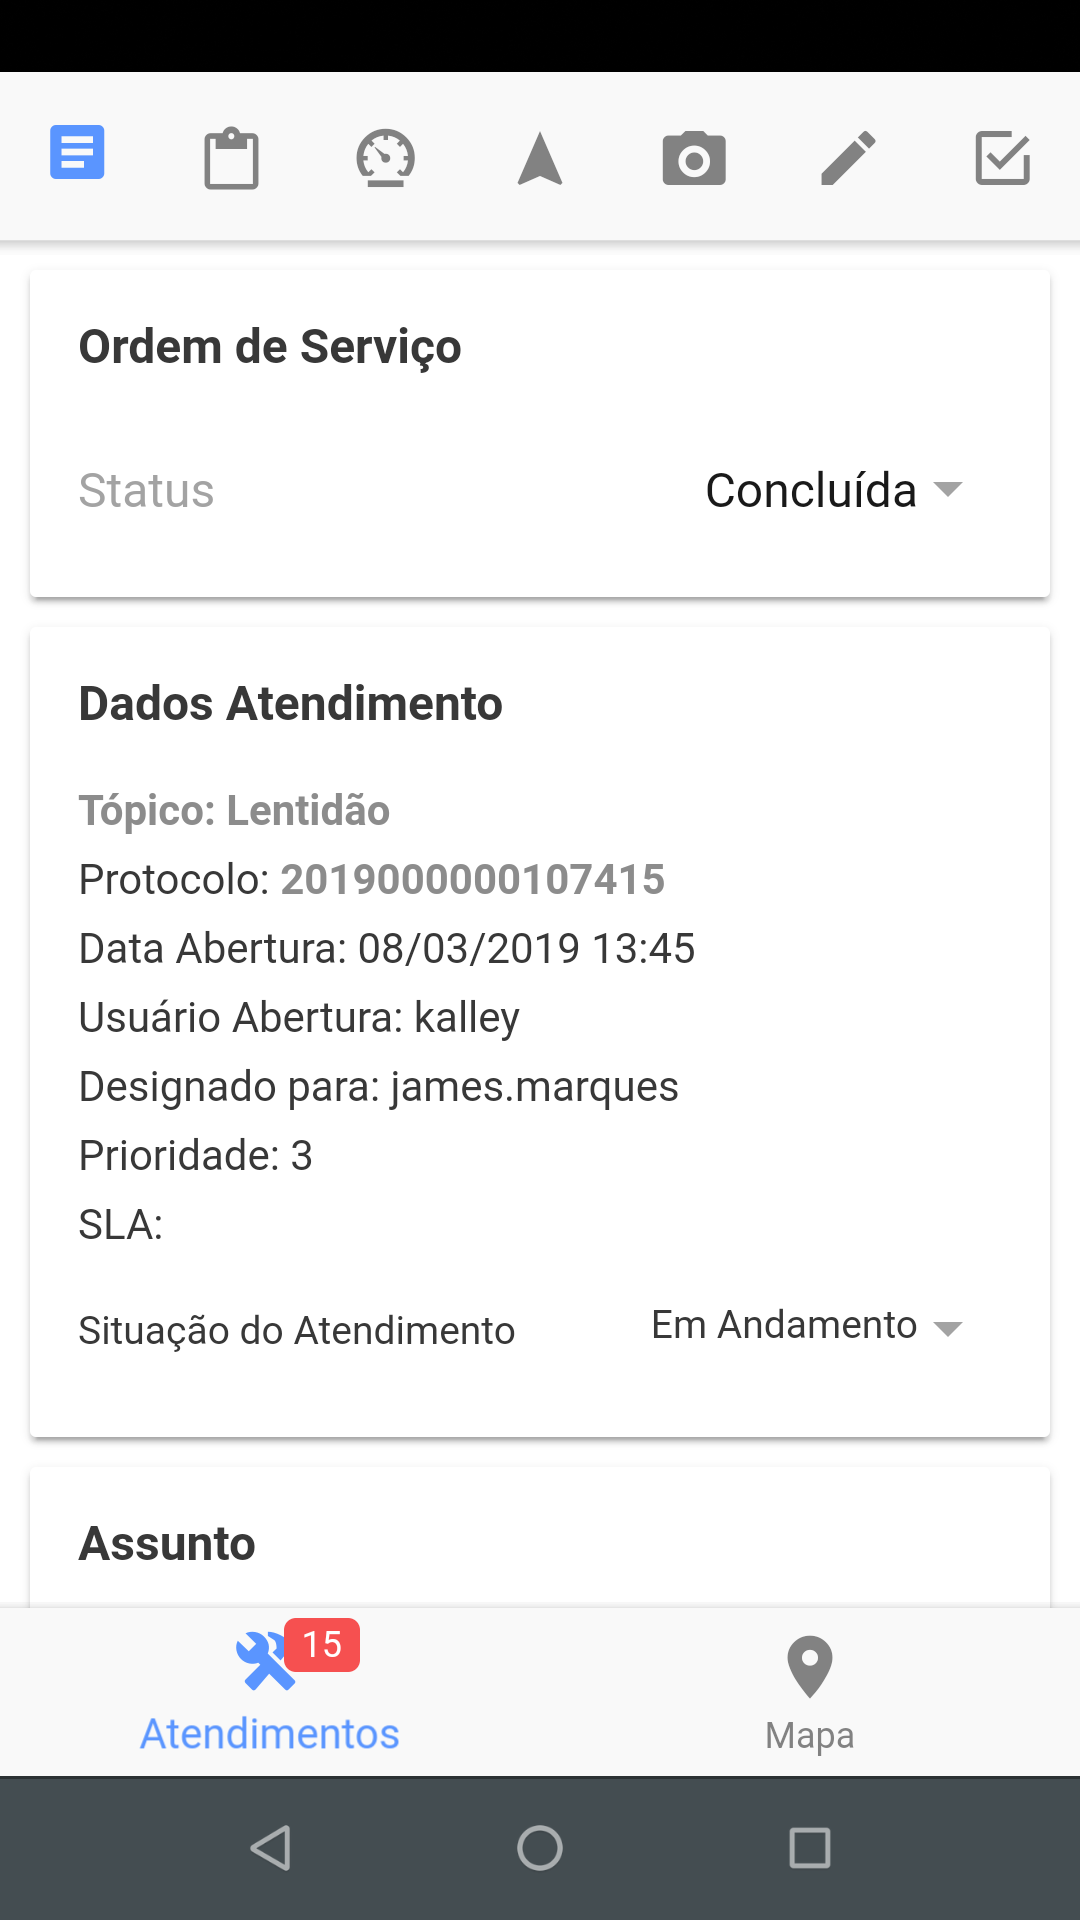 Ordem de Serviço
Status Concluída
Dados Atendimento
Tópico: Lentidão
Protocolo: 2019000000107415
Data Abertura: 08/03/2019 13:45
Usuário Abertura: kalley
Designado para: james.marques
Prioridade: 3
SLA:
Situação do Atendimento Em Andamento
Assunto
15
Atendimentos Mapa